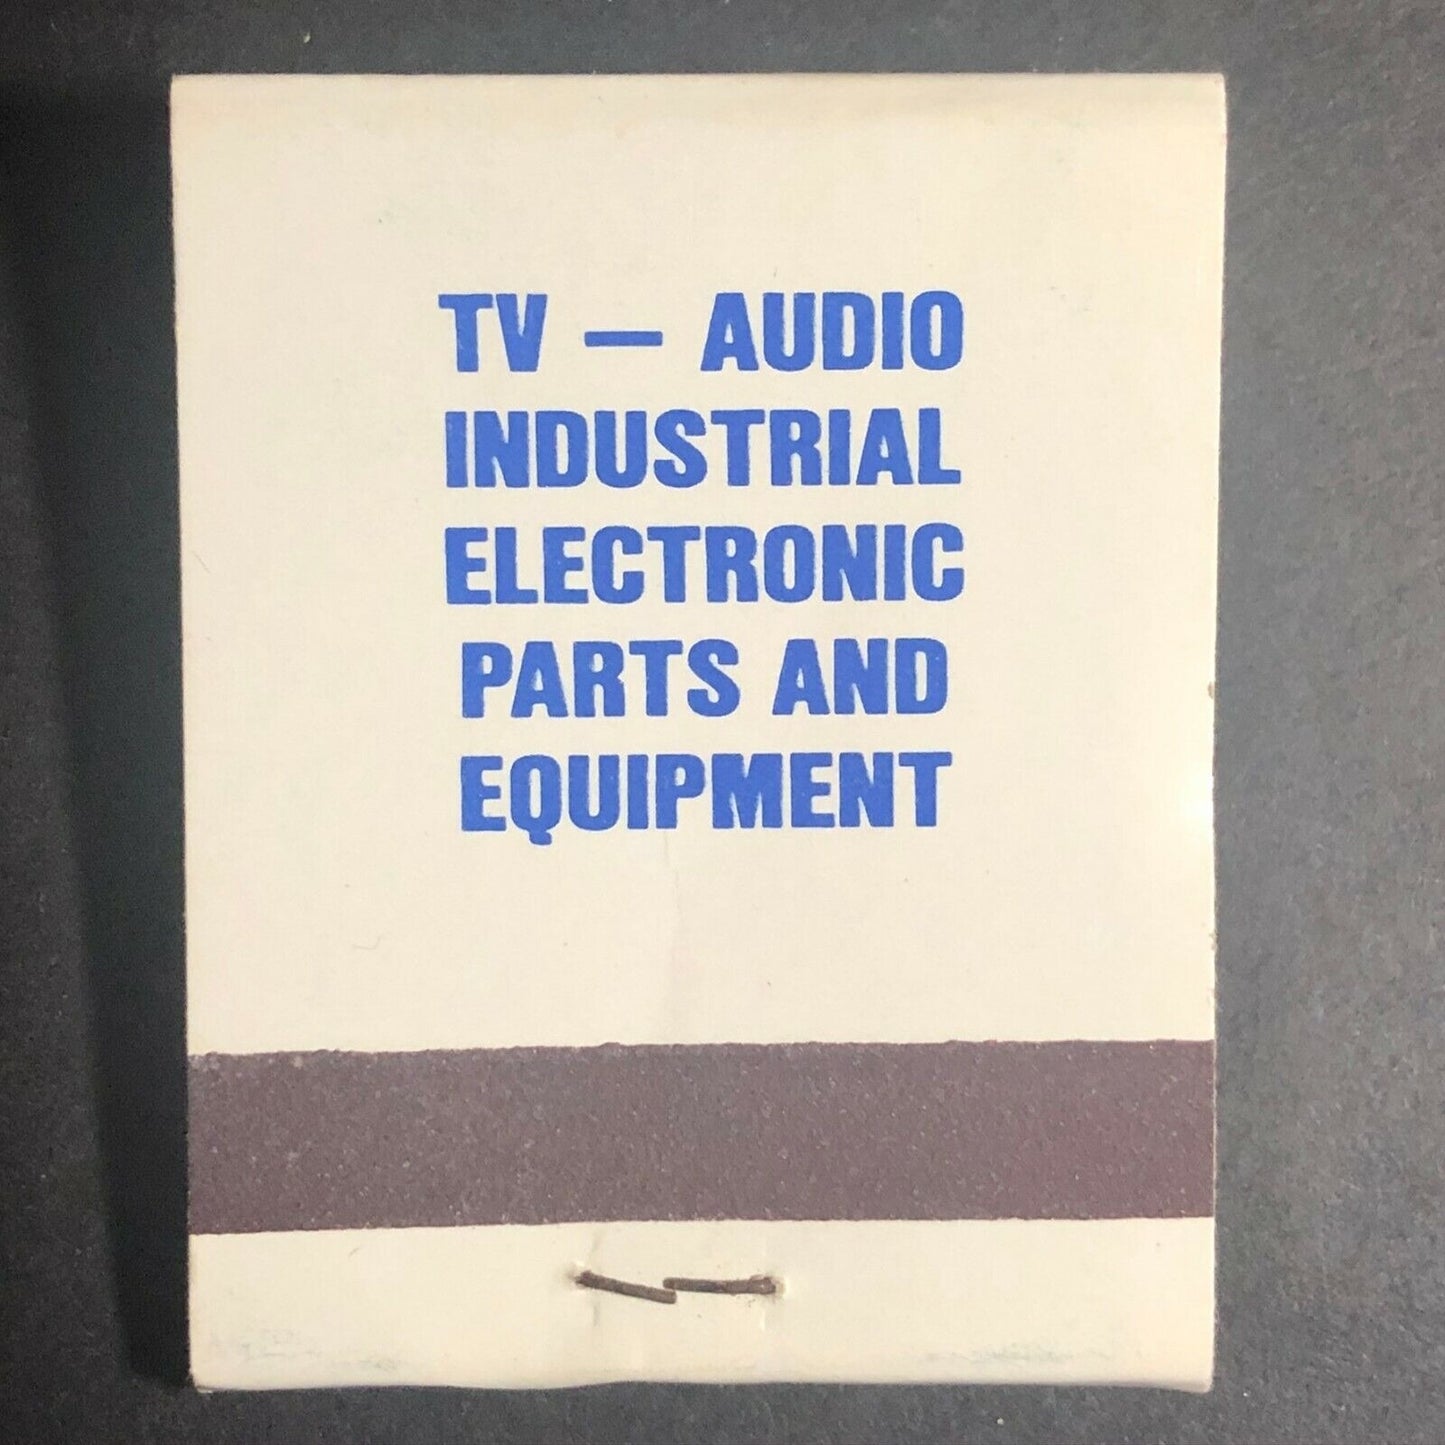 TV — AUDIO
INDUSTRIAL
ELECTRONIC
PARTS AND
EQUIPMENT